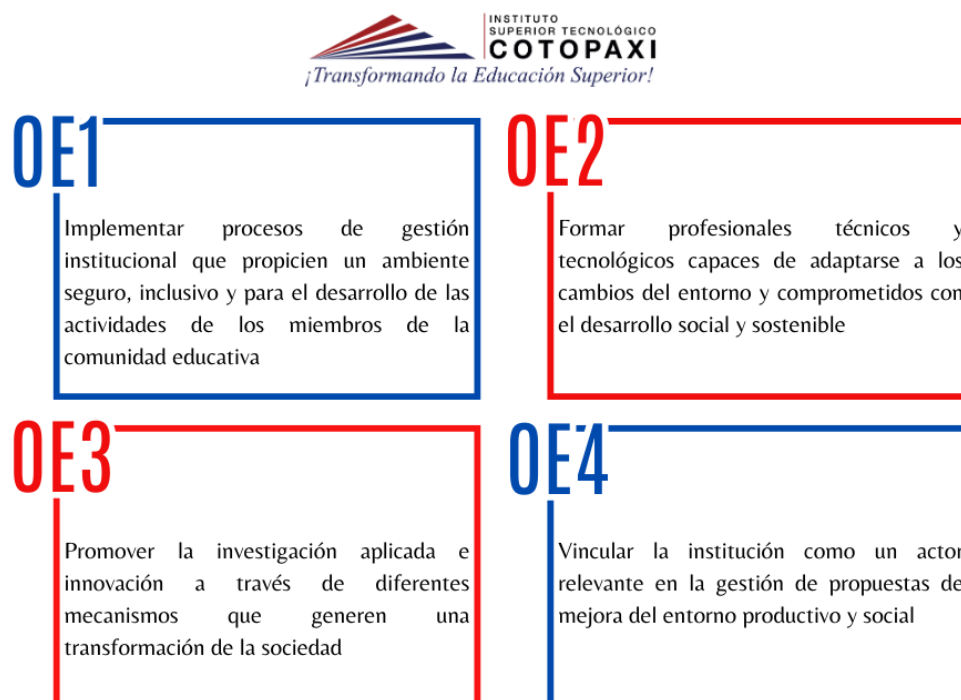 INSTITUTO
SUPERIOR TECNOLÓGICO
COTOPAXI
¡Transformando la Educación Superior!
OE1
Implementar procesos de gestión
institucional que propicien un ambiente
seguro, inclusivo y para el desarrollo de las
actividades de los miembros de la
comunidad educativa
OE2
Formar profesionales técnicos y
tecnológicos capaces de adaptarse a los
cambios del entorno y comprometidos con
el desarrollo social y sostenible
OE3
Promover la investigación aplicada e
innovación a través de diferentes
mecanismos que generen una
transformación de la sociedad
OE4
Vincular la institución como un actor
relevante en la gestión de propuestas de
mejora del entorno productivo y social